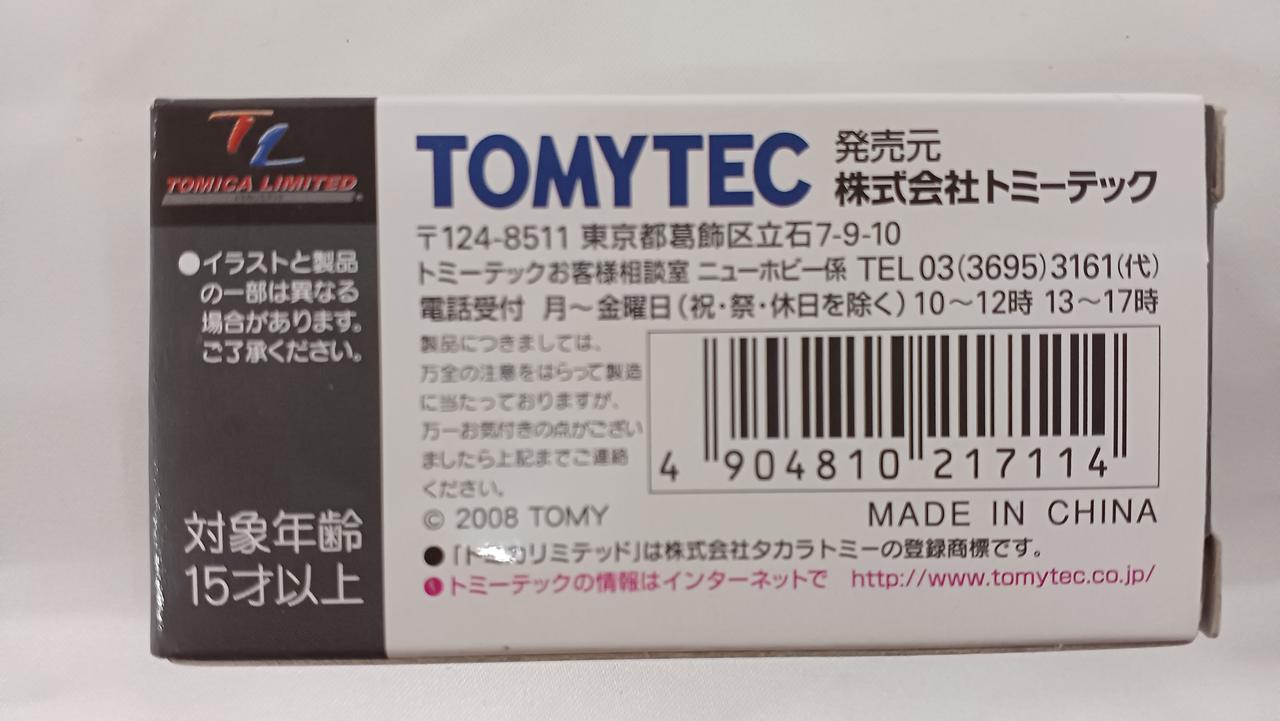 TL
TOMICA LIMITED
●イラストと製品
の一部は異なる
場合があります。
ご了承ください。
対象年齢
15才以上
TOMYTEC
発売元
株式会社トミーテック
〒124-8511 東京都葛飾区立石7-9-10
トミーテックお客様相談室 ニューホビー係 TEL 03(3695)3161(代)
電話受付 月～金曜日(祝・祭・休日を除く) 10～12時 13～17時
製品につきましては、
万全の注意をはらって製造
に当たっておりますが、
万一お気付きの点がござい
ましたら上記までご連絡
ください。
4 904810 217114
© 2008 TOMY
MADE IN CHINA
●「トミカリミテッド」は株式会社タカラトミーの登録商標です。
トミーテックの情報はインターネットで http://www.tomytec.co.jp/